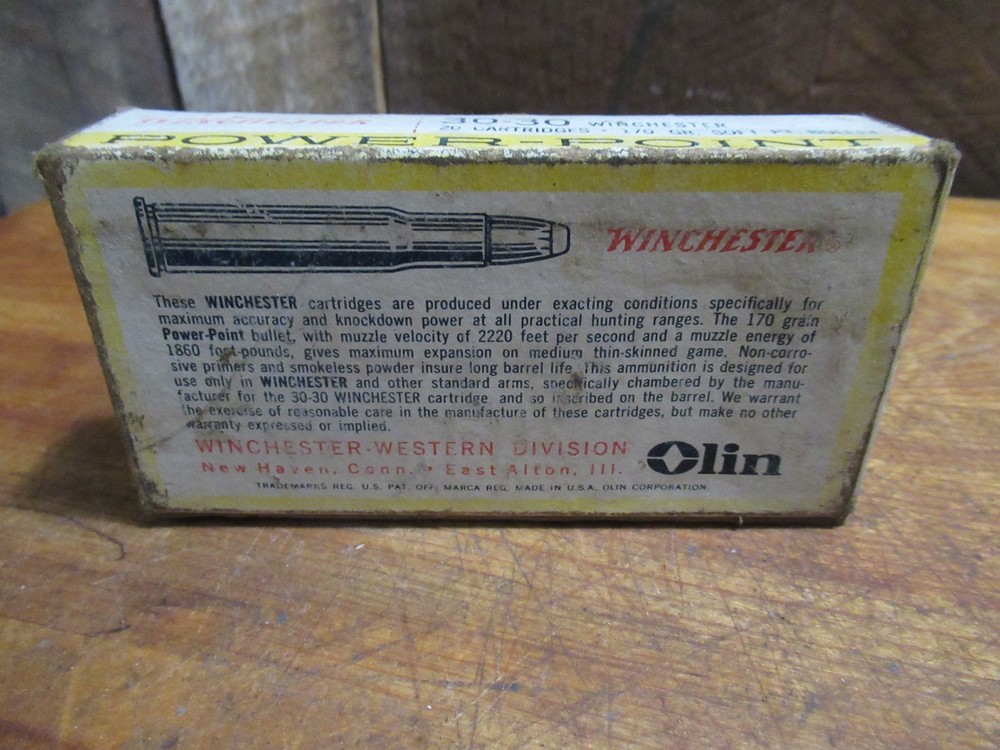 WINCHESTER 30-30 WINCHESTER
20 CARTRIDGES • 170 GR. SOFT PT. BULLET
POWER-POINT
WINCHESTER®
These WINCHESTER cartridges are produced under exacting conditions specifically for
maximum accuracy and knockdown power at all practical hunting ranges. The 170 grain
Power-Point bullet, with muzzle velocity of 2220 feet per second and a muzzle energy of
1860 foot-pounds, gives maximum expansion on medium thin-skinned game. Non-corro-
sive primers and smokeless powder insure long barrel life. This ammunition is designed for
use only in WINCHESTER and other standard arms, specifically chambered by the manu-
facturer for the 30-30 WINCHESTER cartridge and so inscribed on the barrel. We warrant
the exercise of reasonable care in the manufacture of these cartridges, but make no other
warranty expressed or implied.
WINCHESTER-WESTERN DIVISION
New Haven, Conn. • East Alton, Ill.
Olin
TRADEMARKS REG. U.S. PAT. OFF. MARCA REG. MADE IN U.S.A. OLIN CORPORATION.